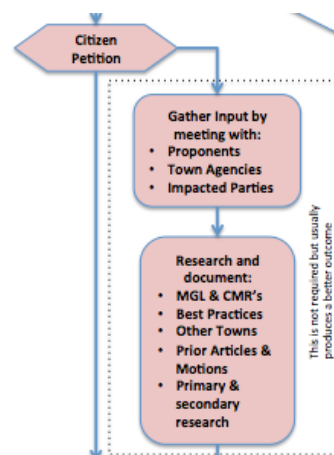 Citizen
Petition
Gather Input by
meeting with:
• Proponents
• Town Agencies
• Impacted Parties
Research and
document:
• MGL & CMR's
• Best Practices
• Other Towns
• Prior Articles &
Motions
• Primary &
secondary
research
This is not required but usually
produces a better outcome